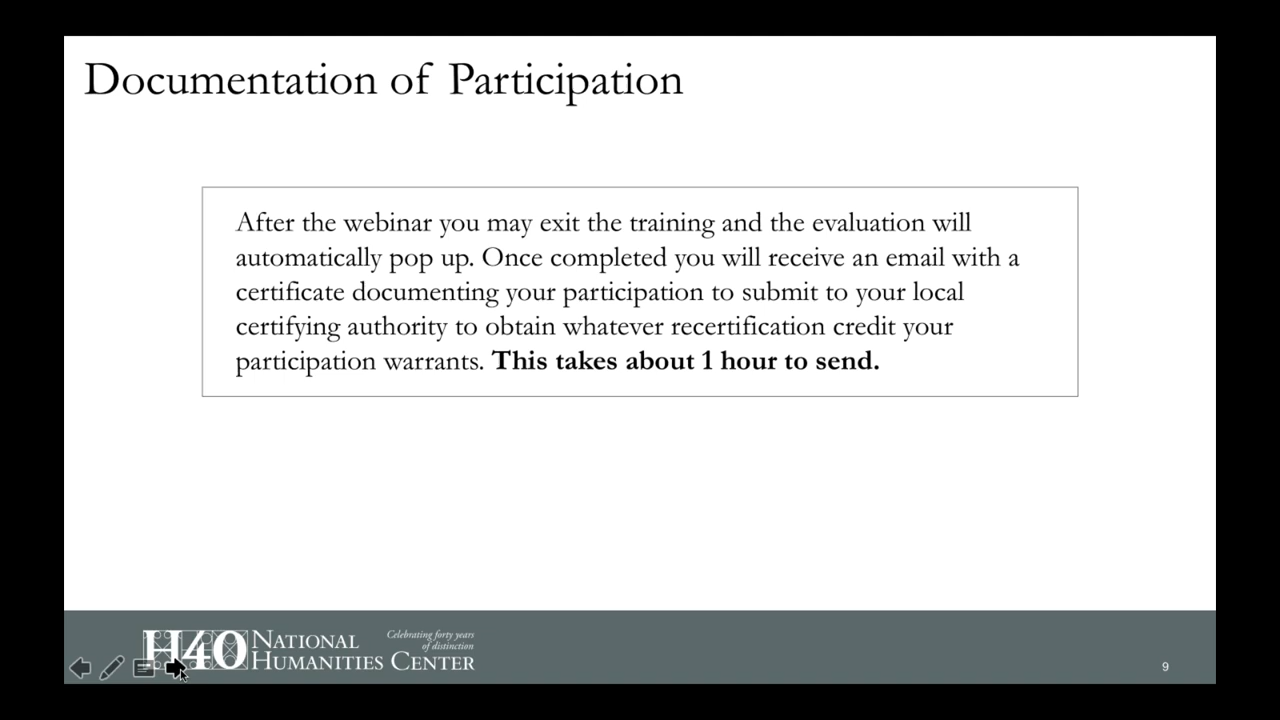 Documentation of Participation
After the webinar you may exit the training and the evaluation will
automatically pop up. Once completed you will receive an email with a
certificate documenting your participation to submit to your local
certifying authority to obtain whatever recertification credit your
participation warrants. This takes about 1 hour to send.
H40 NATIONAL HUMANITIES CENTER
Celebrating forty years
of distinction
9